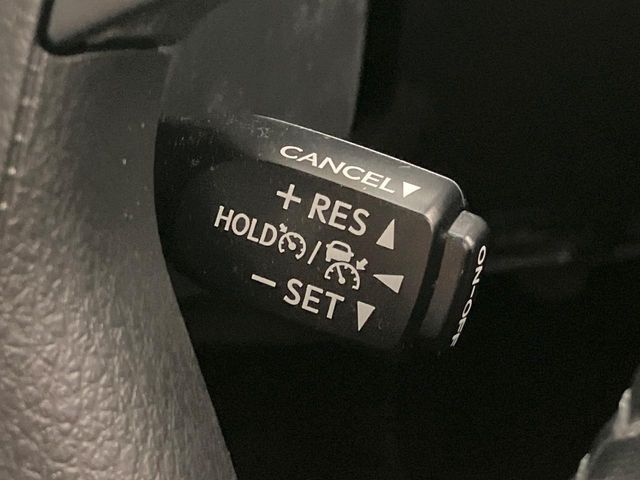 CANCEL▼
+ RES ▲
HOLD /
− SET ▼
ON-OFF